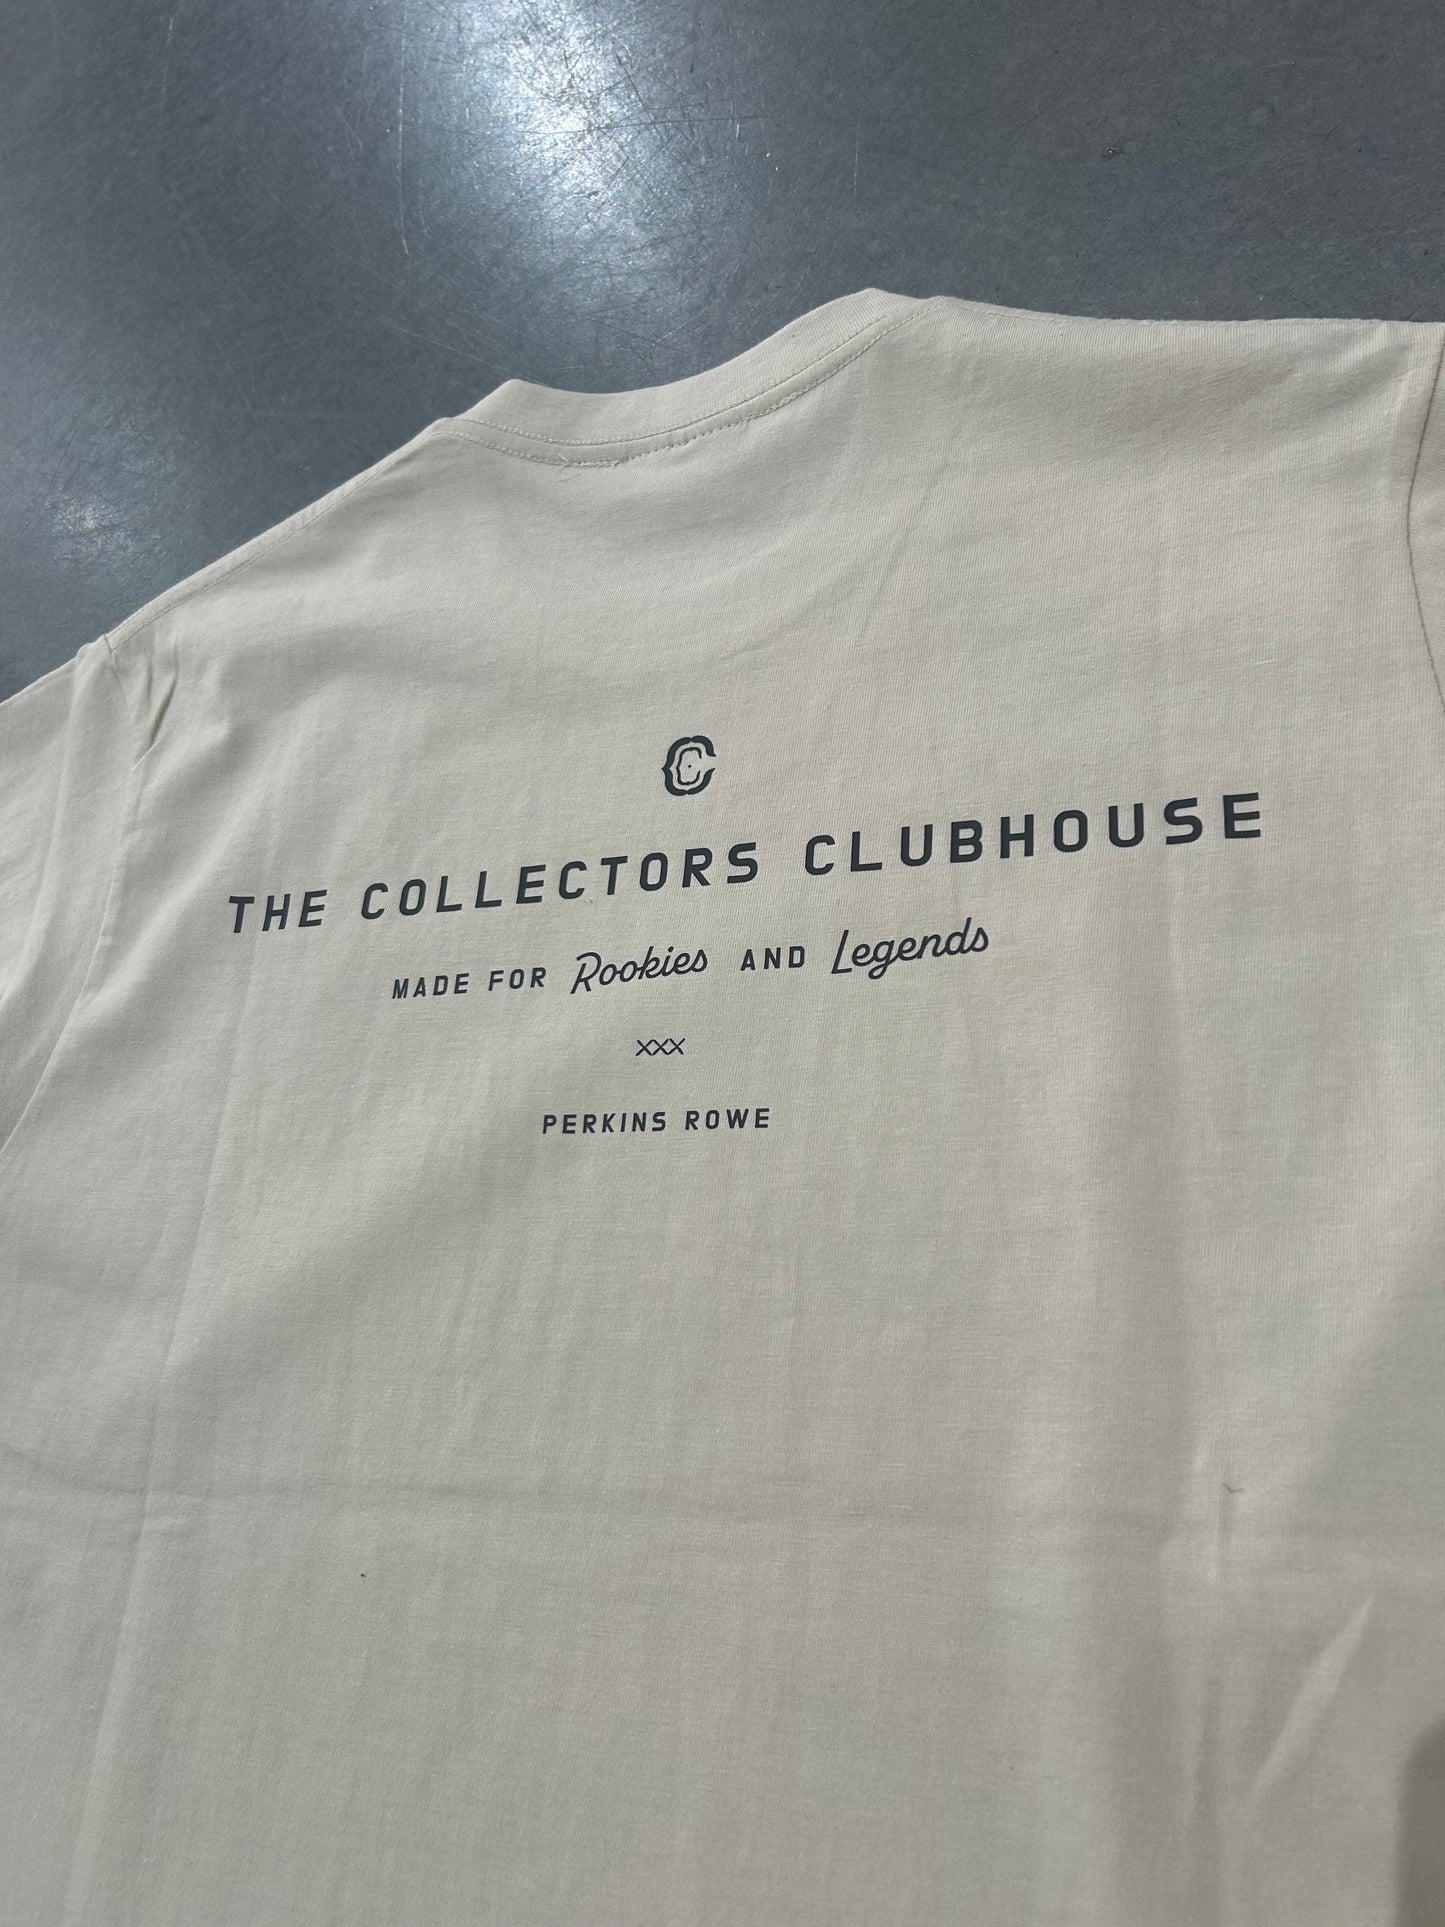 C
THE COLLECTORS CLUBHOUSE
MADE FOR Rookies AND Legends
XXX
PERKINS ROWE